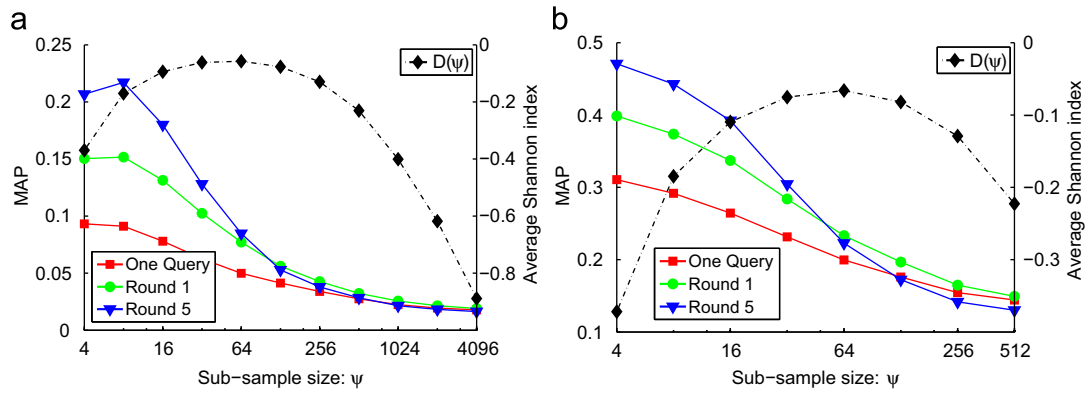 a
0.25
0.2
0.15
0.1
0.05
0
MAP
0
−0.2
−0.4
−0.6
−0.8
Average Shannon index
D(ψ)
One Query
Round 1
Round 5
4 16 64 256 1024 4096
Sub−sample size: ψ
b
0.5
0.4
0.3
0.2
0.1
MAP
0
−0.1
−0.2
−0.3
Average Shannon index
D(ψ)
One Query
Round 1
Round 5
4 16 64 256 512
Sub−sample size: ψ